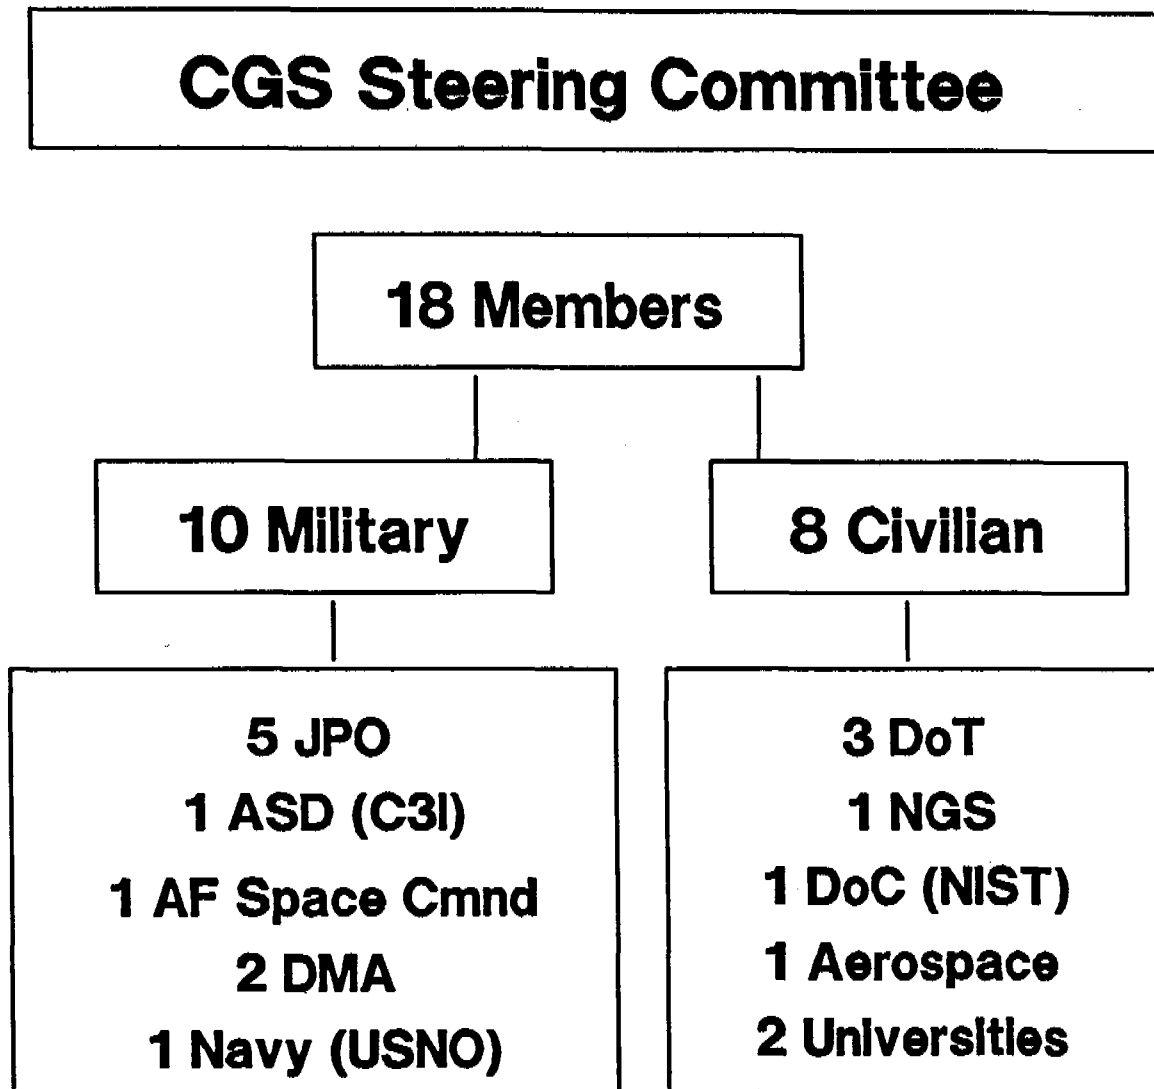 CGS Steering Committee
18 Members
10 Military
8 Civilian
5 JPO
1 ASD (C3I)
1 AF Space Cmnd
2 DMA
1 Navy (USNO)
3 DoT
1 NGS
1 DoC (NIST)
1 Aerospace
2 Universities